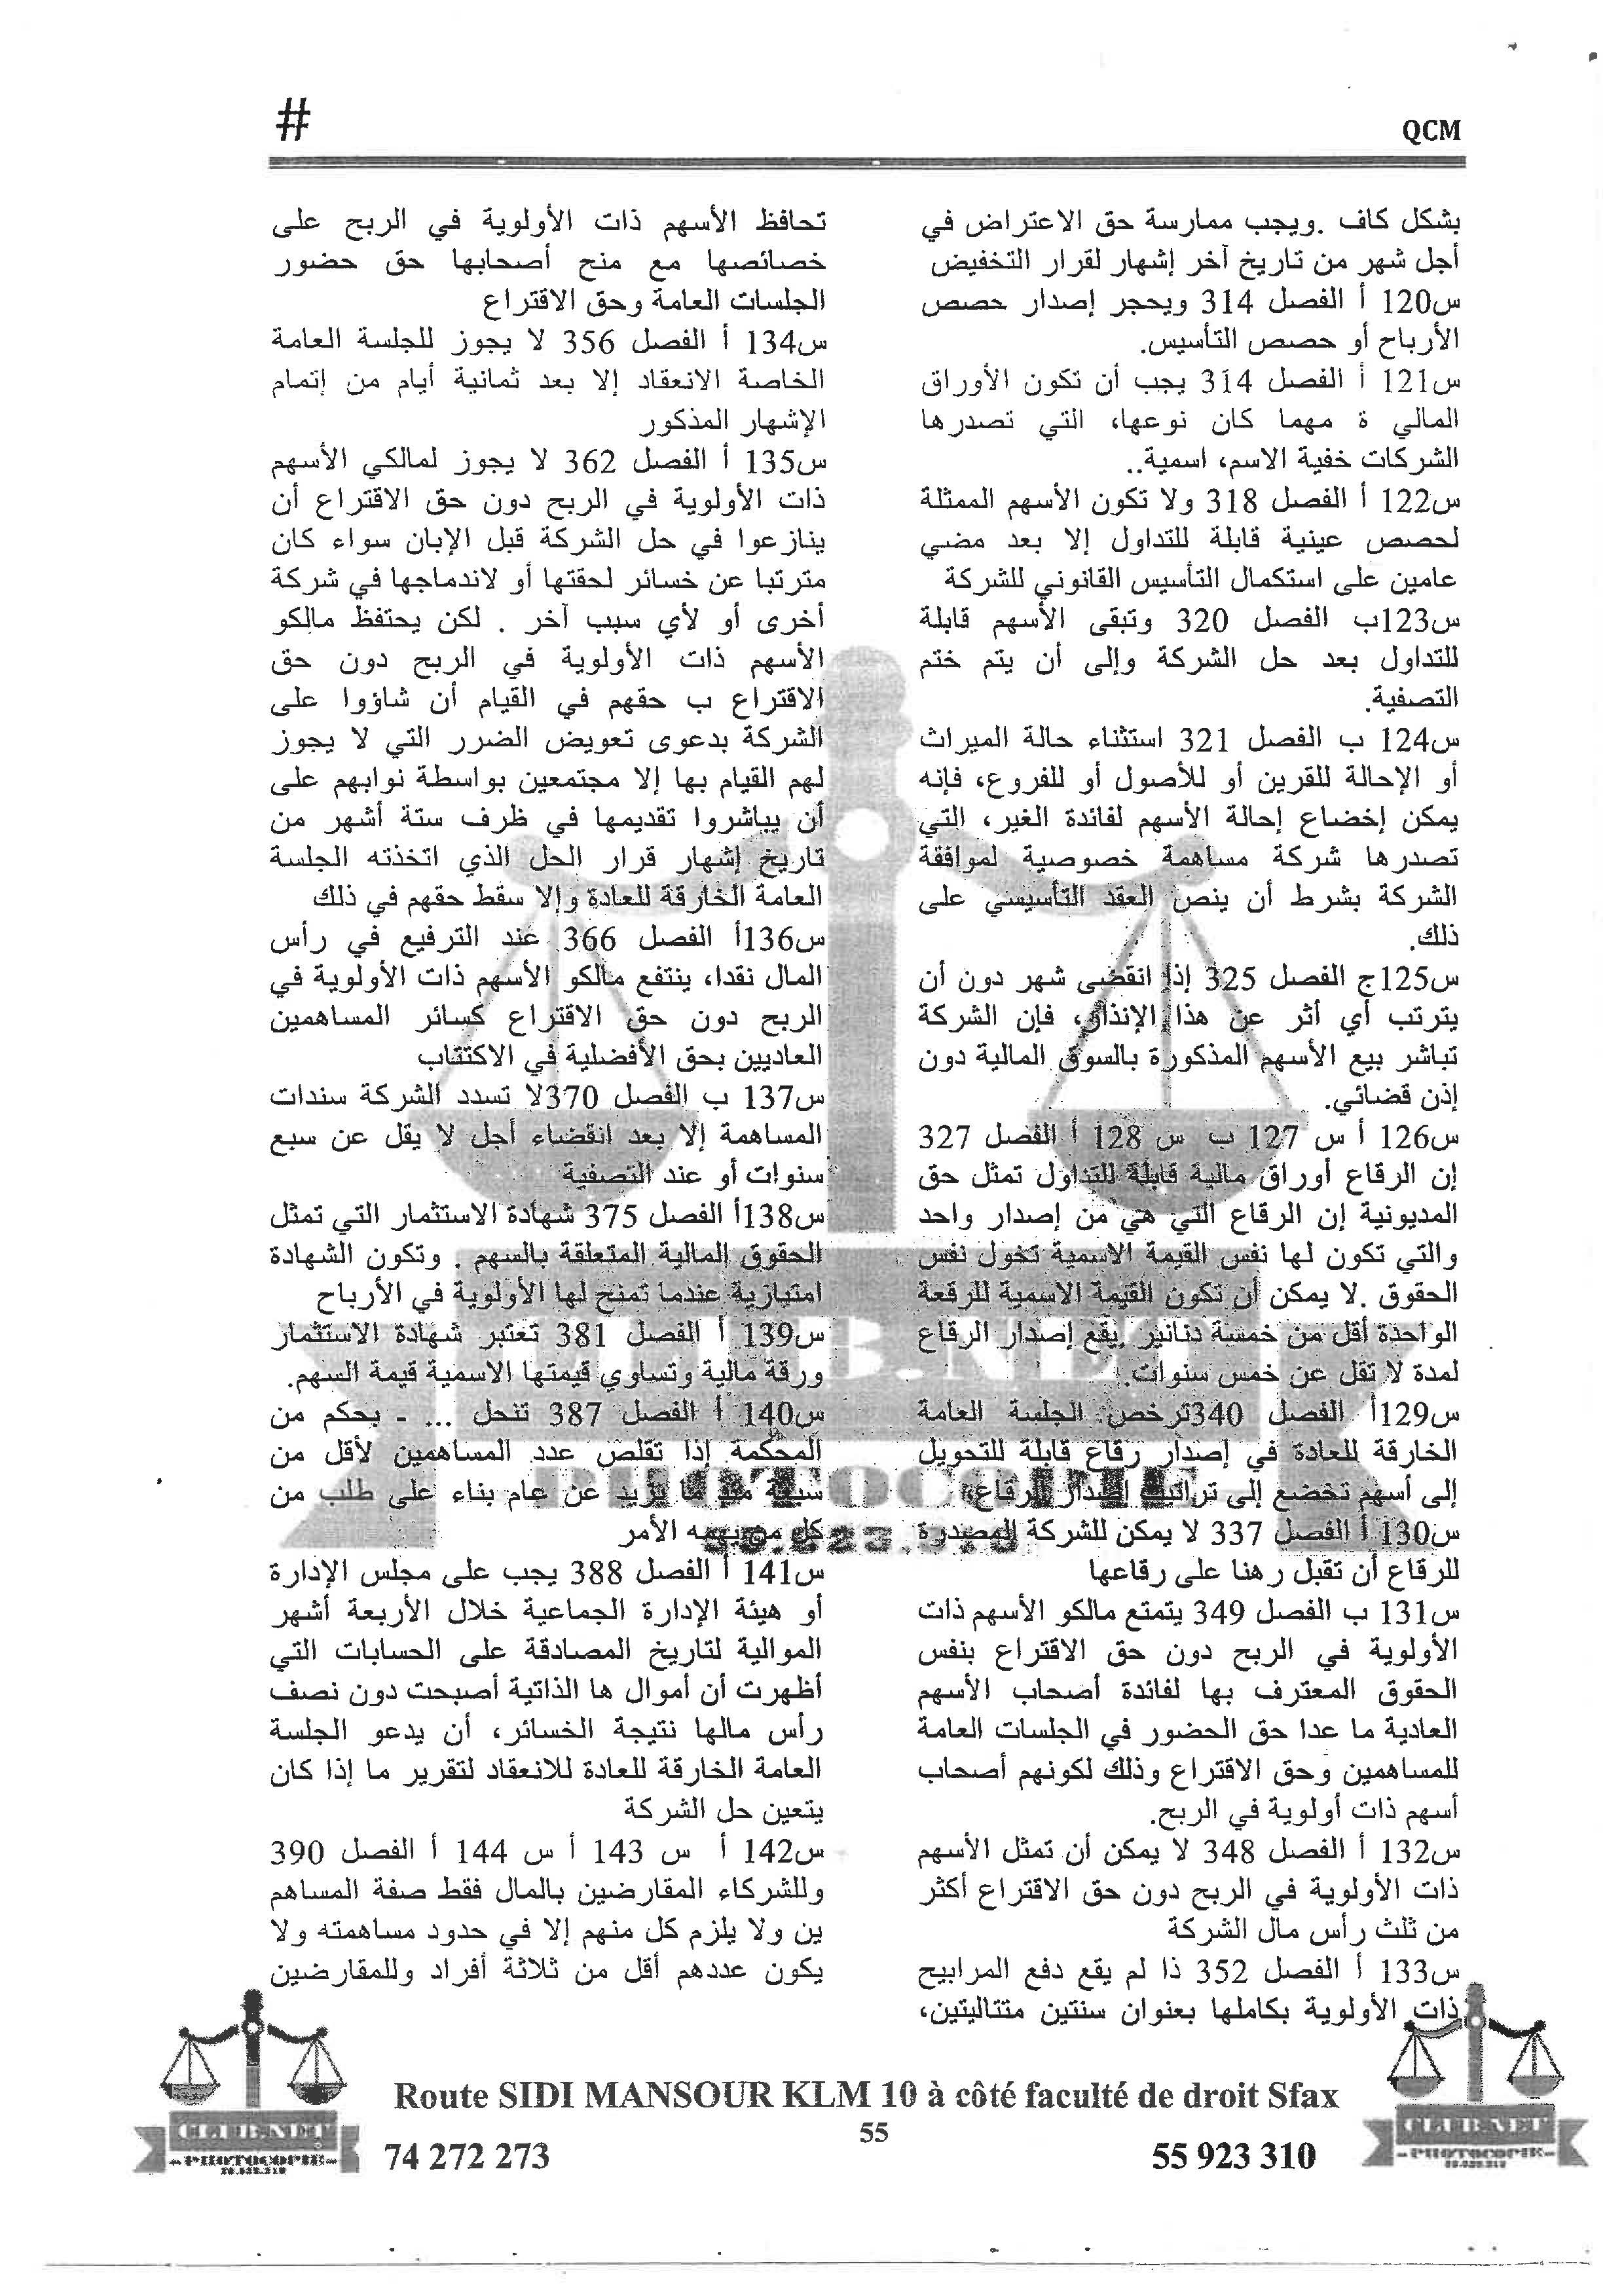 #
QCM
بشكل كاف .ويجب ممارسة حق الاعتراض في
أجل شهر من تاريخ آخر إشهار لقرار التخفيض
س120 أ الفصل 314 ويحجر إصدار حصص
الأرباح أو حصص التأسيس.
س121 أ الفصل 314 يجب أن تكون الأوراق
المالي ة مهما كان نوعها، التي تصدرها
الشركات خفية الاسم، اسمية..
س122 أ الفصل 318 ولا تكون الأسهم الممثلة
لحصص عينية قابلة للتداول إلا بعد مضي
عامين على استكمال التأسيس القانوني للشركة
س123ب الفصل 320 وتبقى الأسهم قابلة
للتداول بعد حل الشركة وإلى أن يتم ختم
التصفية.
س124 ب الفصل 321 استثناء حالة الميراث
أو الإحالة للقرين أو للأصول أو للفروع، فإنه
يمكن إخضاع إحالة الأسهم لفائدة الغير، التي
تصدرها شركة مساهمة خصوصية لموافقة
الشركة بشرط أن ينص العقد التأسيسي على
ذلك.
س125ج الفصل 325 إذا انقضى شهر دون أن
يترتب أي أثر عن هذا الإنذار، فإن الشركة
تباشر بيع الأسهم المذكورة بالسوق المالية دون
إذن قضائي.
س126 أ س 127 ب س 128 أ الفصل 327
إن الرقاع أوراق مالية قابلة للتداول تمثل حق
المديونية إن الرقاع التي هي من إصدار واحد
والتي تكون لها نفس القيمة الاسمية تخول نفس
الحقوق .لا يمكن أن تكون القيمة الاسمية للرقعة
الواحدة أقل من خمسة دنانير يقع إصدار الرقاع
لمدة لا تقل عن خمس سنوات.
س129أ الفصل 340ترخص الجلسة العامة
الخارقة للعادة في إصدار رقاع قابلة للتحويل
إلى أسهم تخضع إلى تراتيب إصدار الرقاع
س130 أ الفصل 337 لا يمكن للشركة المصدرة
للرقاع أن تقبل رهنا على رقاعها
س131 ب الفصل 349 يتمتع مالكو الأسهم ذات
الأولوية في الربح دون حق الاقتراع بنفس
الحقوق المعترف بها لفائدة أصحاب الأسهم
العادية ما عدا حق الحضور في الجلسات العامة
للمساهمين وحق الاقتراع وذلك لكونهم أصحاب
أسهم ذات أولوية في الربح.
س132 أ الفصل 348 لا يمكن أن تمثل الأسهم
ذات الأولوية في الربح دون حق الاقتراع أكثر
من ثلث رأس مال الشركة
س133 أ الفصل 352 ذا لم يقع دفع المرابيح
ذات الأولوية بكاملها بعنوان سنتين متتاليتين،
تحافظ الأسهم ذات الأولوية في الربح على
خصائصها مع منح أصحابها حق حضور
الجلسات العامة وحق الاقتراع
س134 أ الفصل 356 لا يجوز للجلسة العامة
الخاصة الانعقاد إلا بعد ثمانية أيام من إتمام
الإشهار المذكور
س135 أ الفصل 362 لا يجوز لمالكي الأسهم
ذات الأولوية في الربح دون حق الاقتراع أن
ينازعوا في حل الشركة قبل الإبان سواء كان
مترتبا عن خسائر لحقتها أو لاندماجها في شركة
أخرى أو لأي سبب آخر . لكن يحتفظ مالكو
الأسهم ذات الأولوية في الربح دون حق
الاقتراع ب حقهم في القيام أن شاؤوا على
الشركة بدعوى تعويض الضرر التي لا يجوز
لهم القيام بها إلا مجتمعين بواسطة نوابهم على
أن يباشروا تقديمها في ظرف ستة أشهر من
تاريخ إشهار قرار الحل الذي اتخذته الجلسة
العامة الخارقة للعادة وإلا سقط حقهم في ذلك
س136أ الفصل 366 عند الترفيع في رأس
المال نقدا، ينتفع مالكو الأسهم ذات الأولوية في
الربح دون حق الاقتراع كسائر المساهمين
العاديين بحق الأفضلية في الاكتتاب
س137 ب الفصل 370لا تسدد الشركة سندات
المساهمة إلا بعد انقضاء أجل لا يقل عن سبع
سنوات أو عند التصفية
س138أ الفصل 375 شهادة الاستثمار التي تمثل
الحقوق المالية المتعلقة بالسهم . وتكون الشهادة
امتيازية عندما تمنح لها الأولوية في الأرباح
س139 أ الفصل 381 تعتبر شهادة الاستثمار
ورقة مالية وتساوي قيمتها الاسمية قيمة السهم.
س140 أ الفصل 387 تنحل ... - بحكم من
المحكمة إذا تقلص عدد المساهمين لأقل من
سبعة منذ ما يزيد عن عام بناء على طلب من
كل من يهمه الأمر
س141 أ الفصل 388 يجب على مجلس الإدارة
أو هيئة الإدارة الجماعية خلال الأربعة أشهر
الموالية لتاريخ المصادقة على الحسابات التي
أظهرت أن أموال ها الذاتية أصبحت دون نصف
رأس مالها نتيجة الخسائر، أن يدعو الجلسة
العامة الخارقة للعادة للانعقاد لتقرير ما إذا كان
يتعين حل الشركة
س142 أ س 143 أ س 144 أ الفصل 390
وللشركاء المقارضين بالمال فقط صفة المساهم
ين ولا يلزم كل منهم إلا في حدود مساهمته ولا
يكون عددهم أقل من ثلاثة أفراد وللمقارضين
Route SIDI MANSOUR KLM 10 à côté faculté de droit Sfax
55
74 272 273
55 923 310
CLUB.NET
-PHOTOCOPIE-
CLUB.NET
-PHOTOCOPIE-